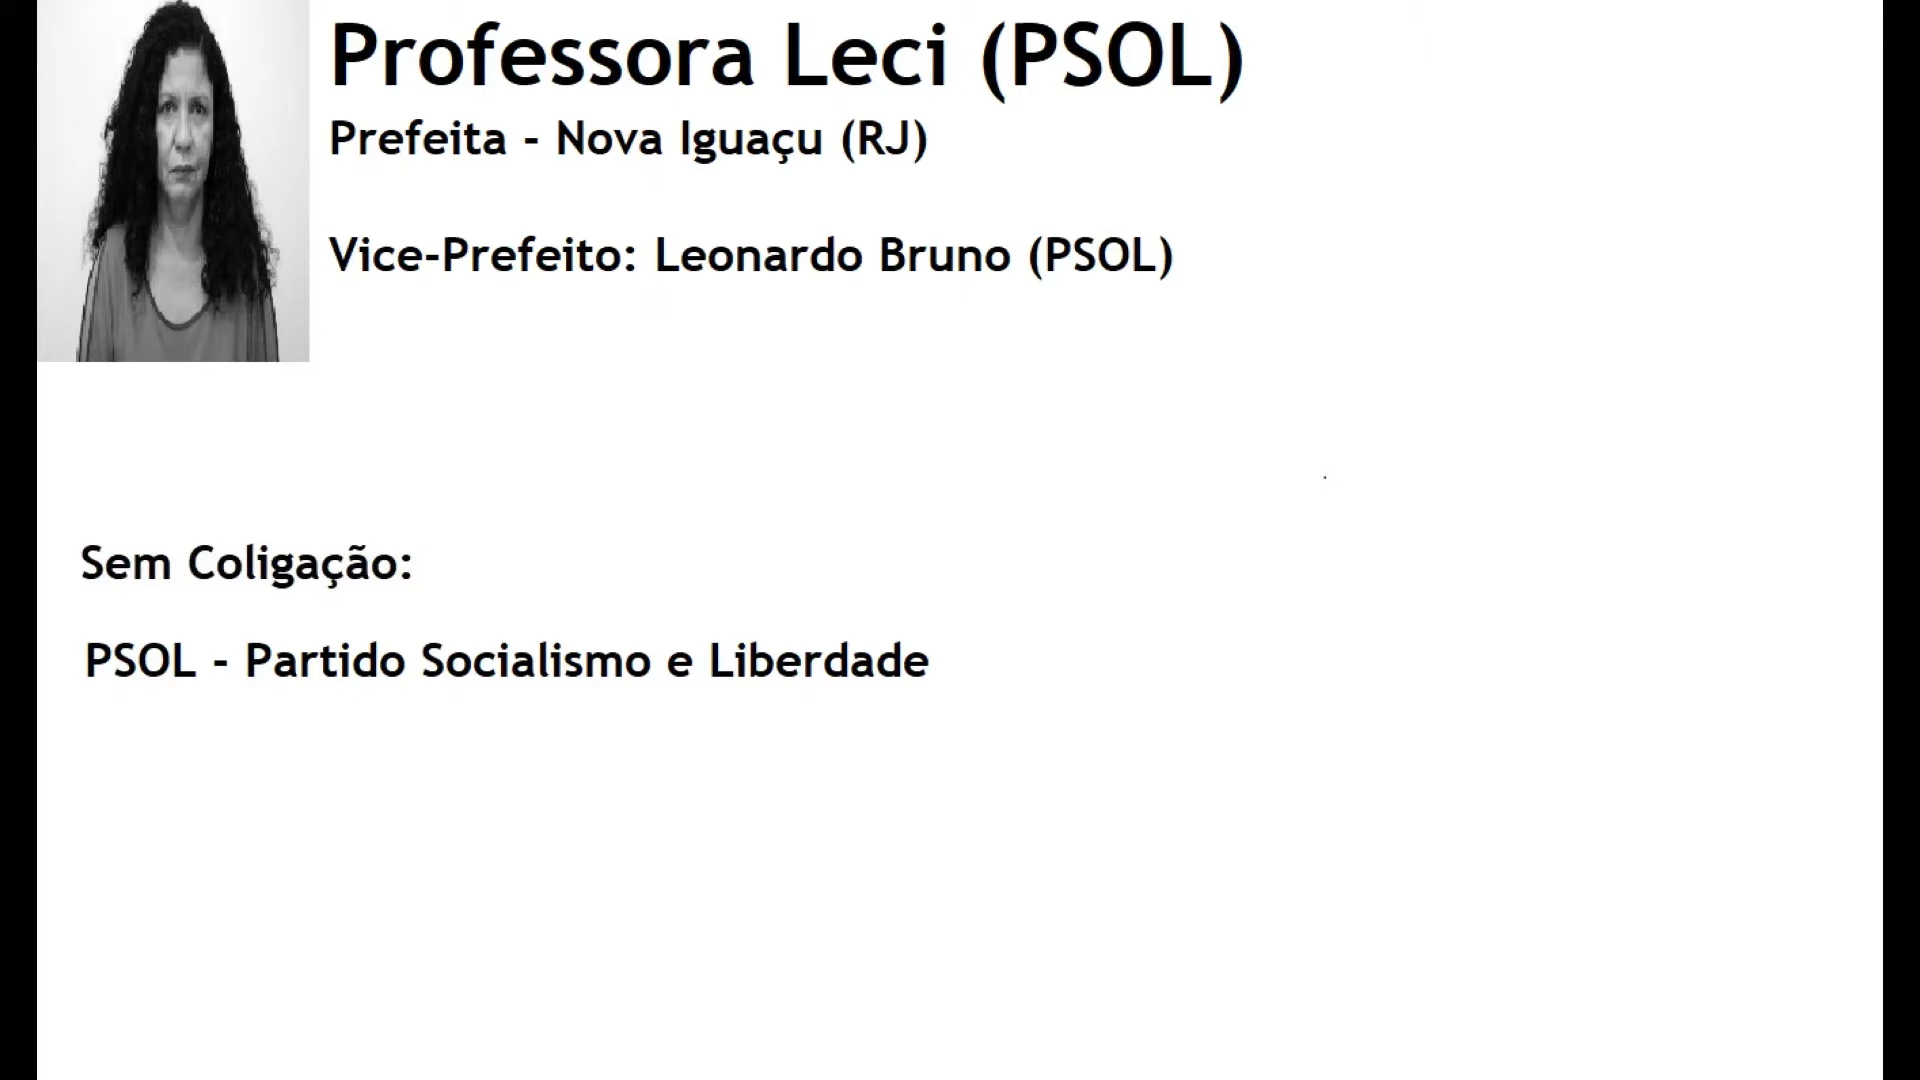 Professora Leci (PSOL)
Prefeita - Nova Iguaçu (RJ)
Vice-Prefeito: Leonardo Bruno (PSOL)
Sem Coligação:
PSOL - Partido Socialismo e Liberdade